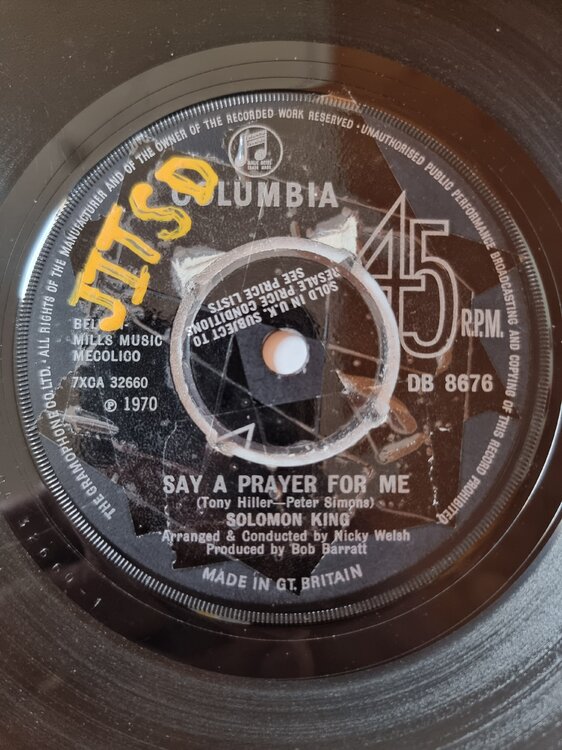 THE GRAMOPHONE CO. LTD. · ALL RIGHTS OF THE MANUFACTURER AND OF THE OWNER OF THE RECORDED WORK RESERVED · UNAUTHORISED PUBLIC PERFORMANCE BROADCASTING AND COPYING OF THIS RECORD PROHIBITED
COLUMBIA
JITSD
45
R.P.M.
SOLD IN U.K. SUBJECT TO
RESALE PRICE CONDITIONS
SEE PRICE LISTS
MILLS MUSIC
MECOLICO
7XCA 32660
℗ 1970
DB 8676
SAY A PRAYER FOR ME
(Tony Hiller—Peter Simons)
SOLOMON KING
Arranged & Conducted by Nicky Welsh
Produced by Bob Barratt
MADE IN GT. BRITAIN